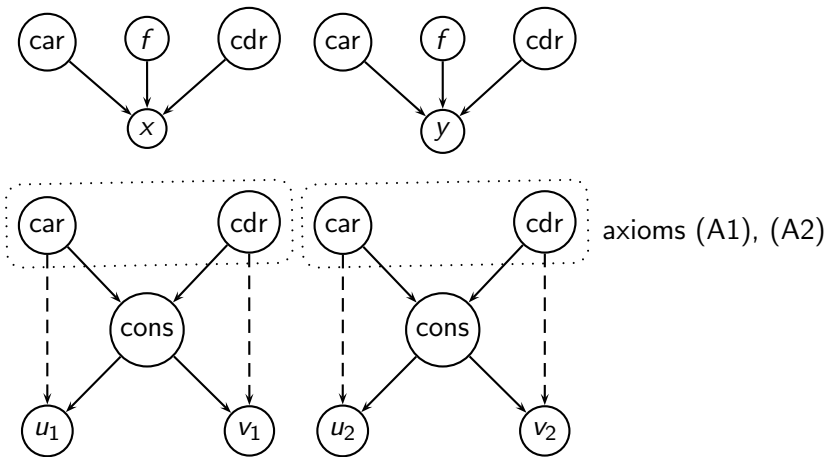 car f cdr car f cdr
x y
car cdr car cdr axioms (A1), (A2)
cons cons
u₁ v₁ u₂ v₂